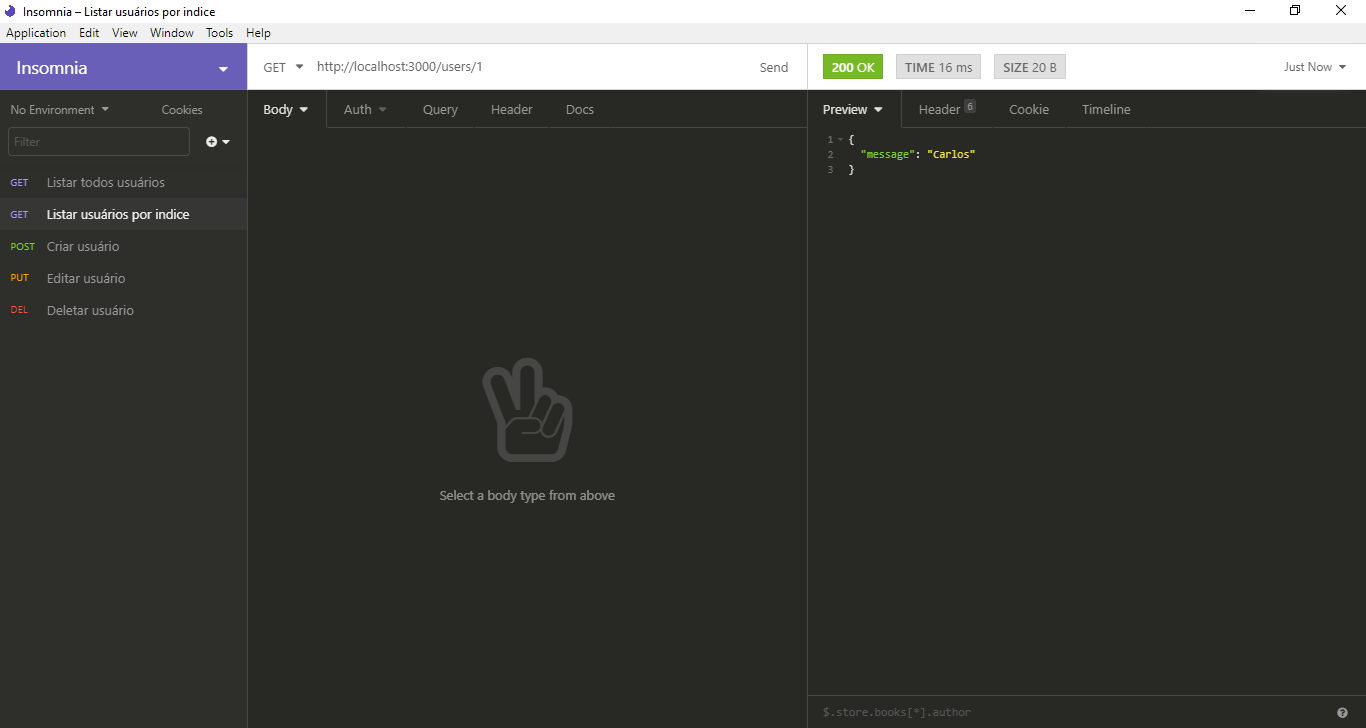 Insomnia – Listar usuários por indice
Application Edit View Window Tools Help
Insomnia
GET http://localhost:3000/users/1 Send
200 OK TIME 16 ms SIZE 20 B Just Now
No Environment Cookies
Body Auth Query Header Docs
Preview Header 6 Cookie Timeline
Filter
GET Listar todos usuários
GET Listar usuários por indice
POST Criar usuário
PUT Editar usuário
DEL Deletar usuário
Select a body type from above
1 {
2 "message": "Carlos"
3 }
$.store.books[*].author